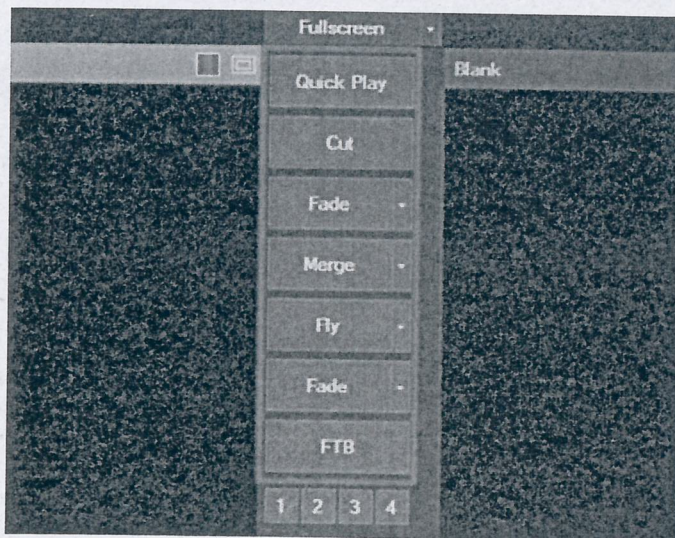 Fullscreen
Blank
Quick Play
Cut
Fade
Merge
Fly
Fade
FTB
1 2 3 4